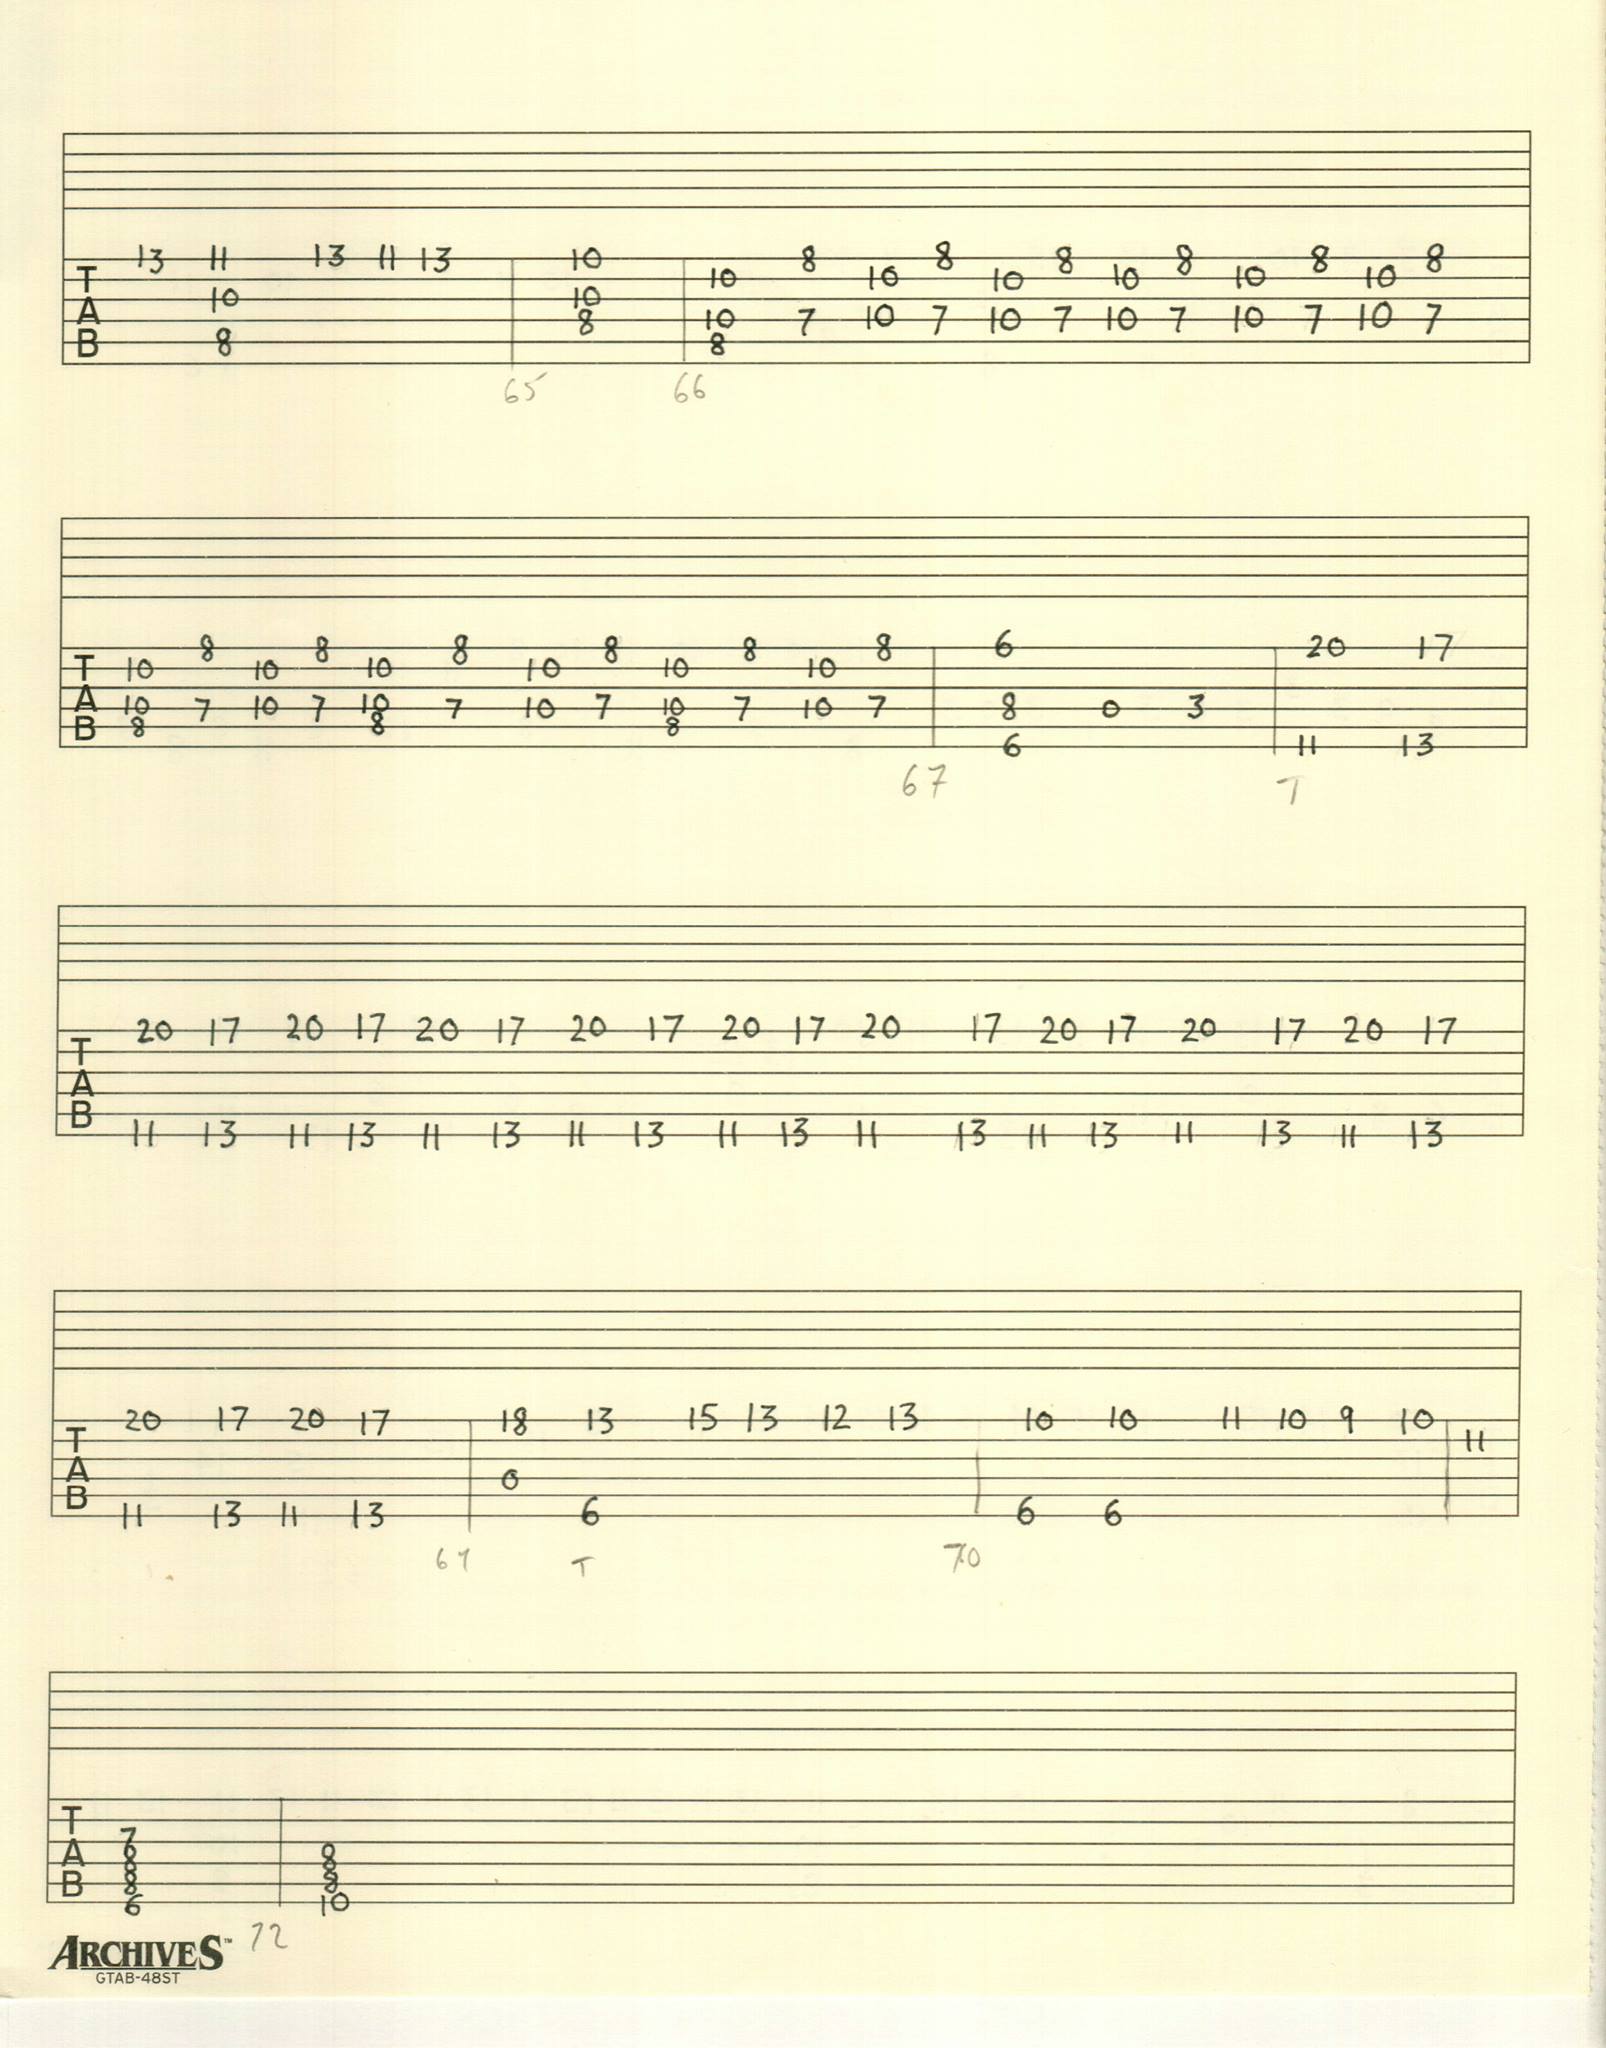 13 11 13 11 13 10 8 8 8 8 8 8
T 10 10 10 10 10 10
10 10
A 8 10 7 10 7 10 7 10 7 10 7 10 7
B 8 8
65 66
8 8 8 8 8 8 6 20 17
T 10 10 10 10 10 10
A 10 7 10 7 10 7 10 7 10 7 10 7 8 0 3
B 8 8 8
6 11 13
67 T
20 17 20 17 20 17 20 17 20 17 20 17 20 17 20 17 20 17
T
A
B
11 13 11 13 11 13 11 13 11 13 11 13 11 13 11 13 11 13
20 17 20 17 18 13 15 13 12 13 10 10 11 10 9 10
T 11
A 0
B
11 13 11 13 6 6 6
T 70
T
7
A 6 8
8 8
B 8 8
6 10
72
ARCHIVES™
GTAB-48ST